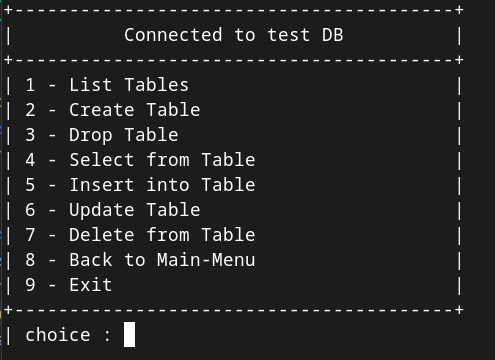 +----------------------------------------+
|          Connected to test DB          |
+----------------------------------------+
| 1 - List Tables                        |
| 2 - Create Table                       |
| 3 - Drop Table                         |
| 4 - Select from Table                  |
| 5 - Insert into Table                  |
| 6 - Update Table                       |
| 7 - Delete from Table                  |
| 8 - Back to Main-Menu                  |
| 9 - Exit                               |
+----------------------------------------+
| choice :